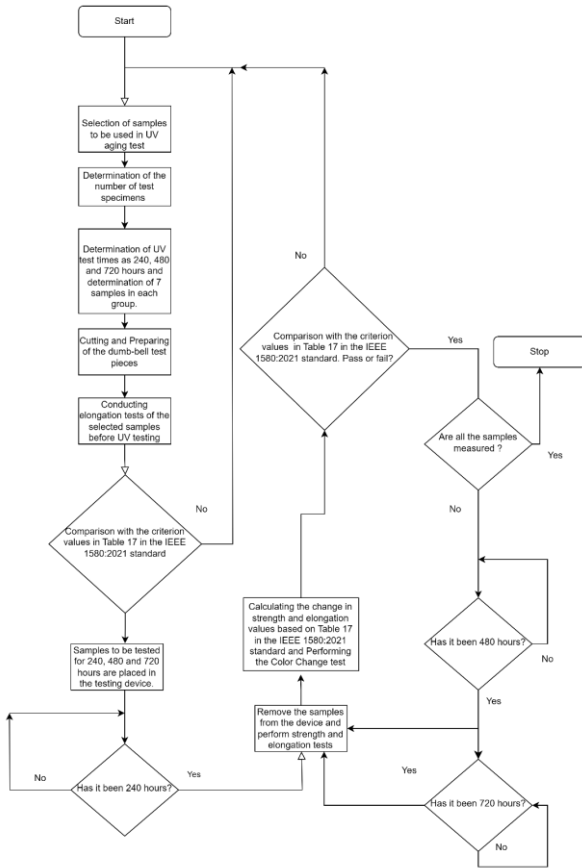 Start
Selection of samples
to be used in UV
aging test
Determination of the
number of test
specimens
Determination of UV
test times as 240, 480
and 720 hours and
determination of 7
samples in each
group.
Cutting and Preparing
of the dumb-bell test
pieces
Conducting
elongation tests of the
selected samples
before UV testing
Comparison with the criterion
values in Table 17 in the IEEE
1580:2021 standard
No
Samples to be tested
for 240, 480 and 720
hours are placed in
the testing device.
Has it been 240 hours?
No
Yes
Remove the samples
from the device and
perform strength and
elongation tests
Calculating the change in
strength and elongation
values based on Table 17
in the IEEE 1580:2021
standard and Performing
the Color Change test
Comparison with the criterion
values in Table 17 in the IEEE
1580:2021 standard. Pass or fail?
No
Yes
Are all the samples
measured ?
Yes
Stop
No
Has it been 480 hours?
No
Yes
Has it been 720 hours?
Yes
No